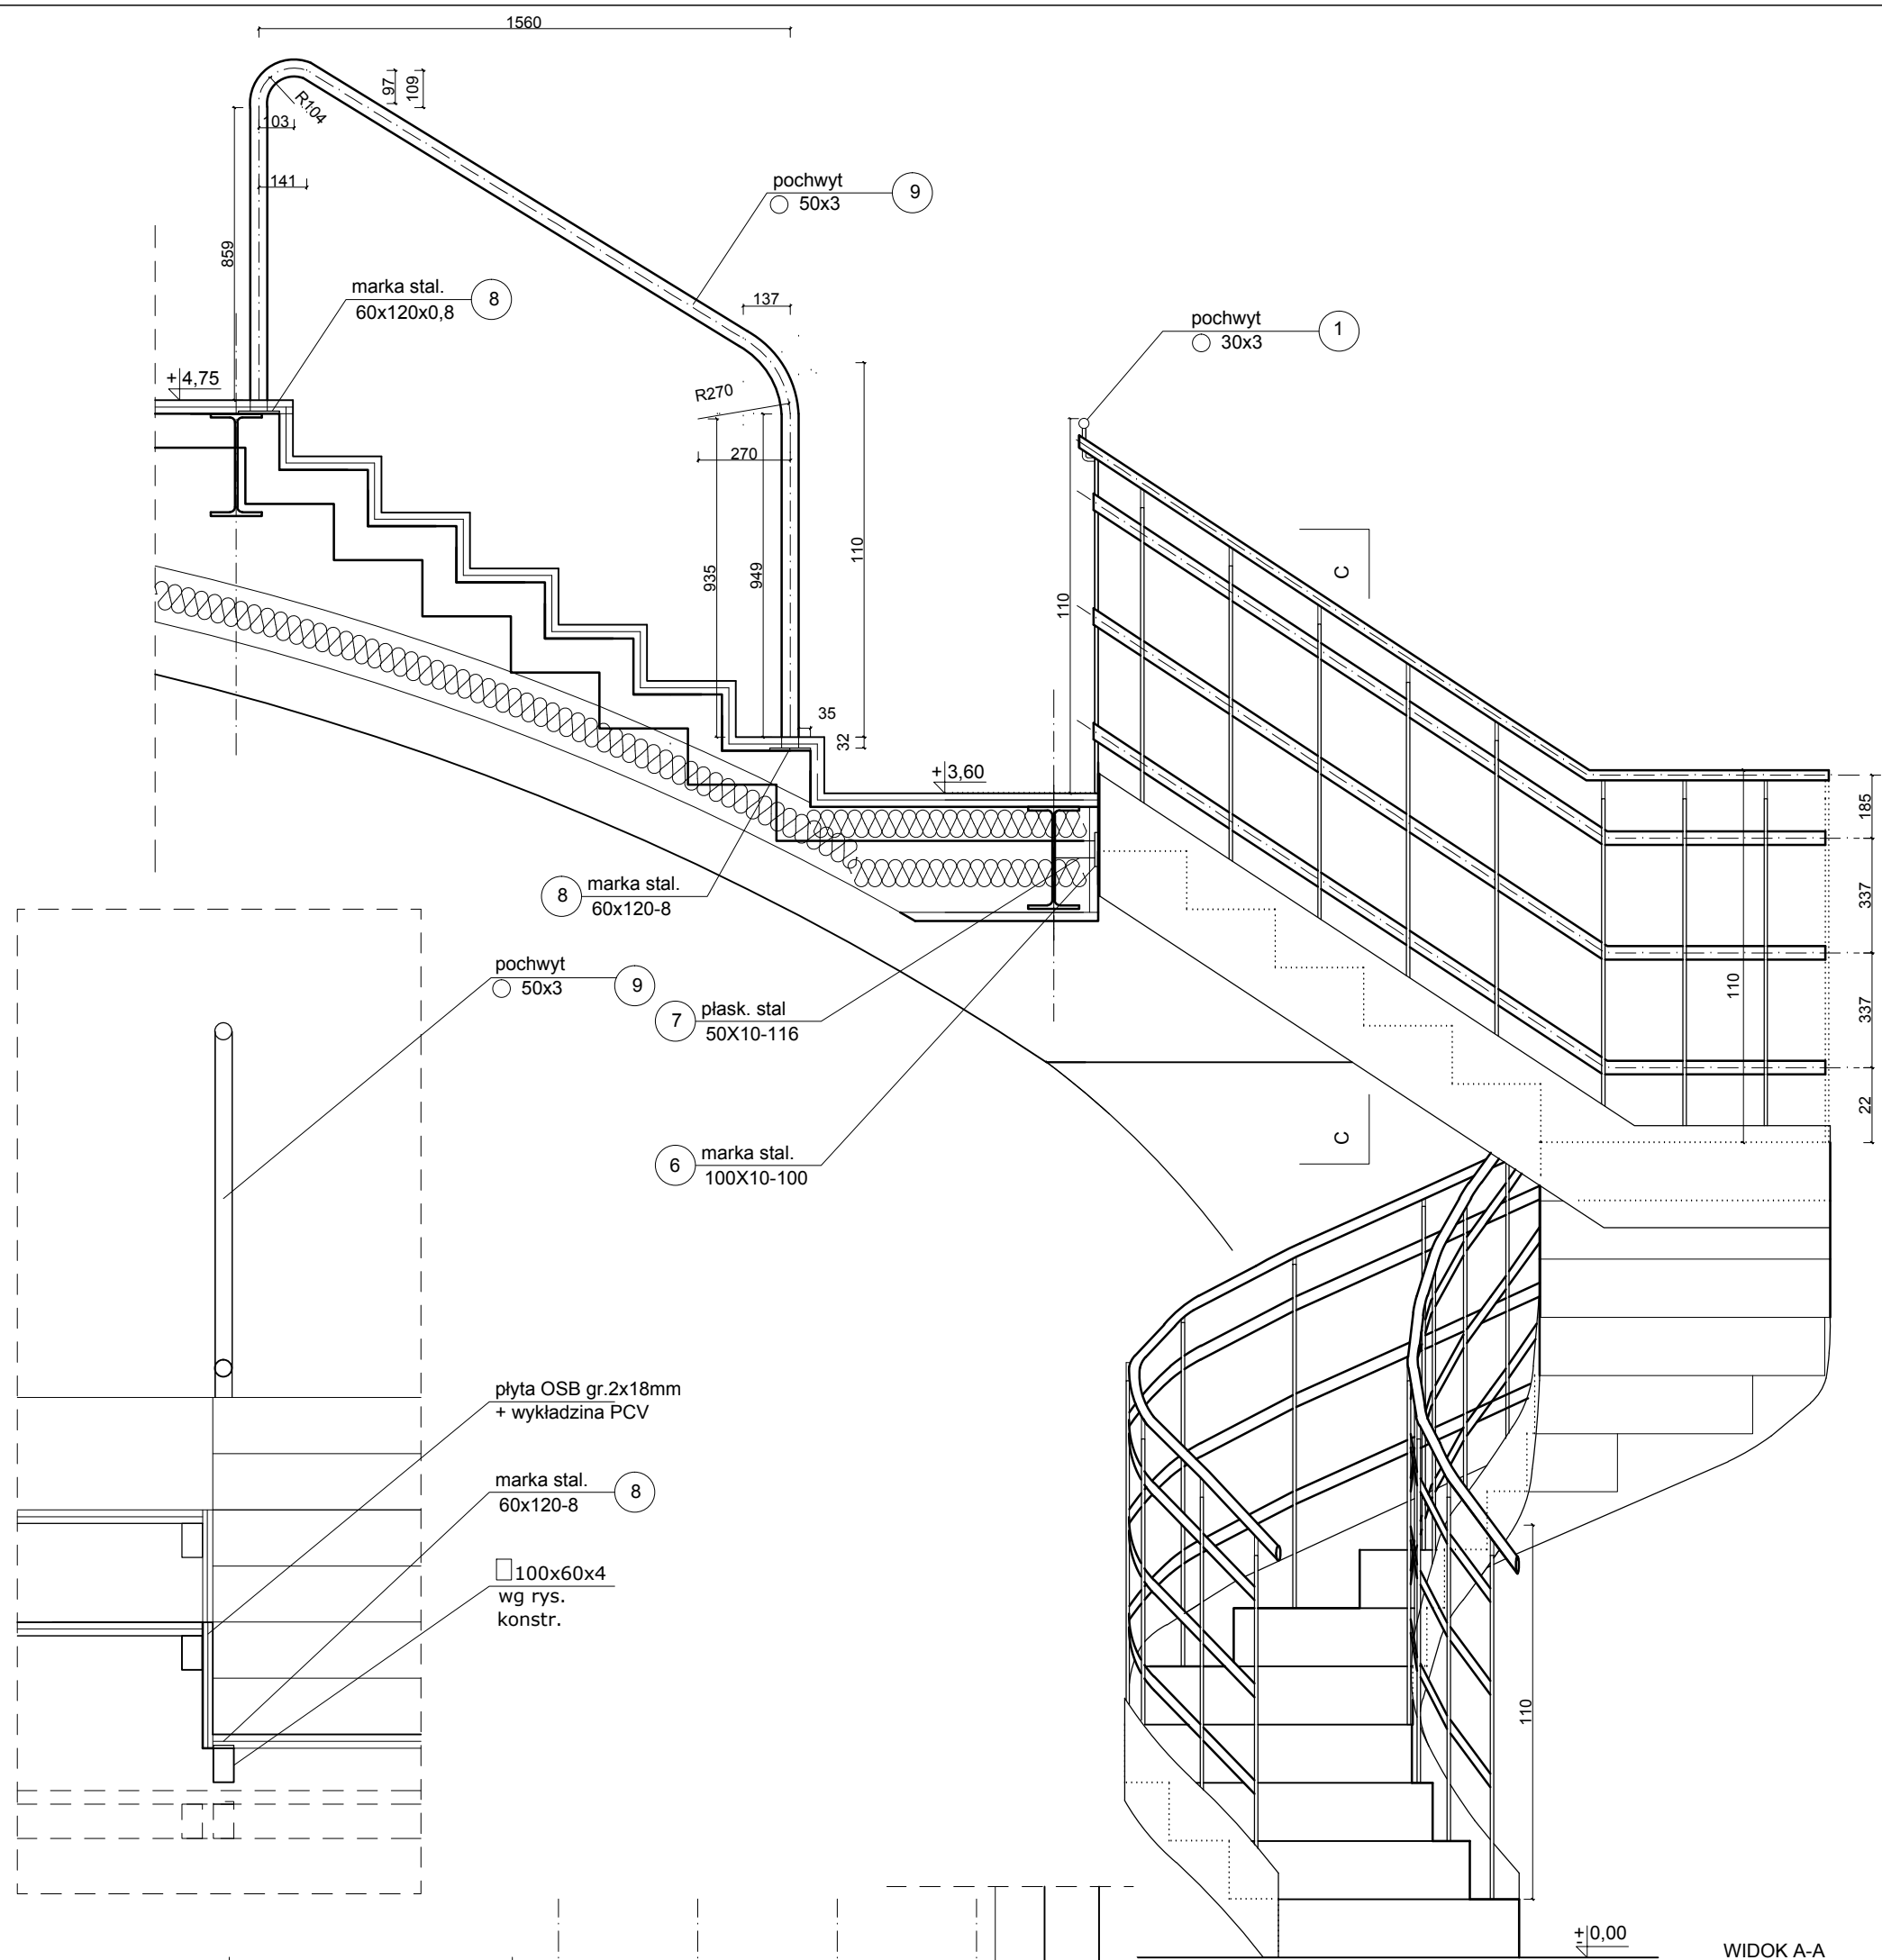 1560
97
109
R104
103
141
859
pochwyt
50x3
9
marka stal.
60x120x0,8
8
137
pochwyt
30x3
1
+4,75
R270
270
935
949
110
110
C
35
32
+3,60
185
337
337
22
110
8
marka stal.
60x120-8
pochwyt
50x3
9
7
płask. stal
50X10-116
C
6
marka stal.
100X10-100
płyta OSB gr.2x18mm
+ wykładzina PCV
marka stal.
60x120-8
8
100x60x4
wg rys.
konstr.
110
±0,00
WIDOK A-A